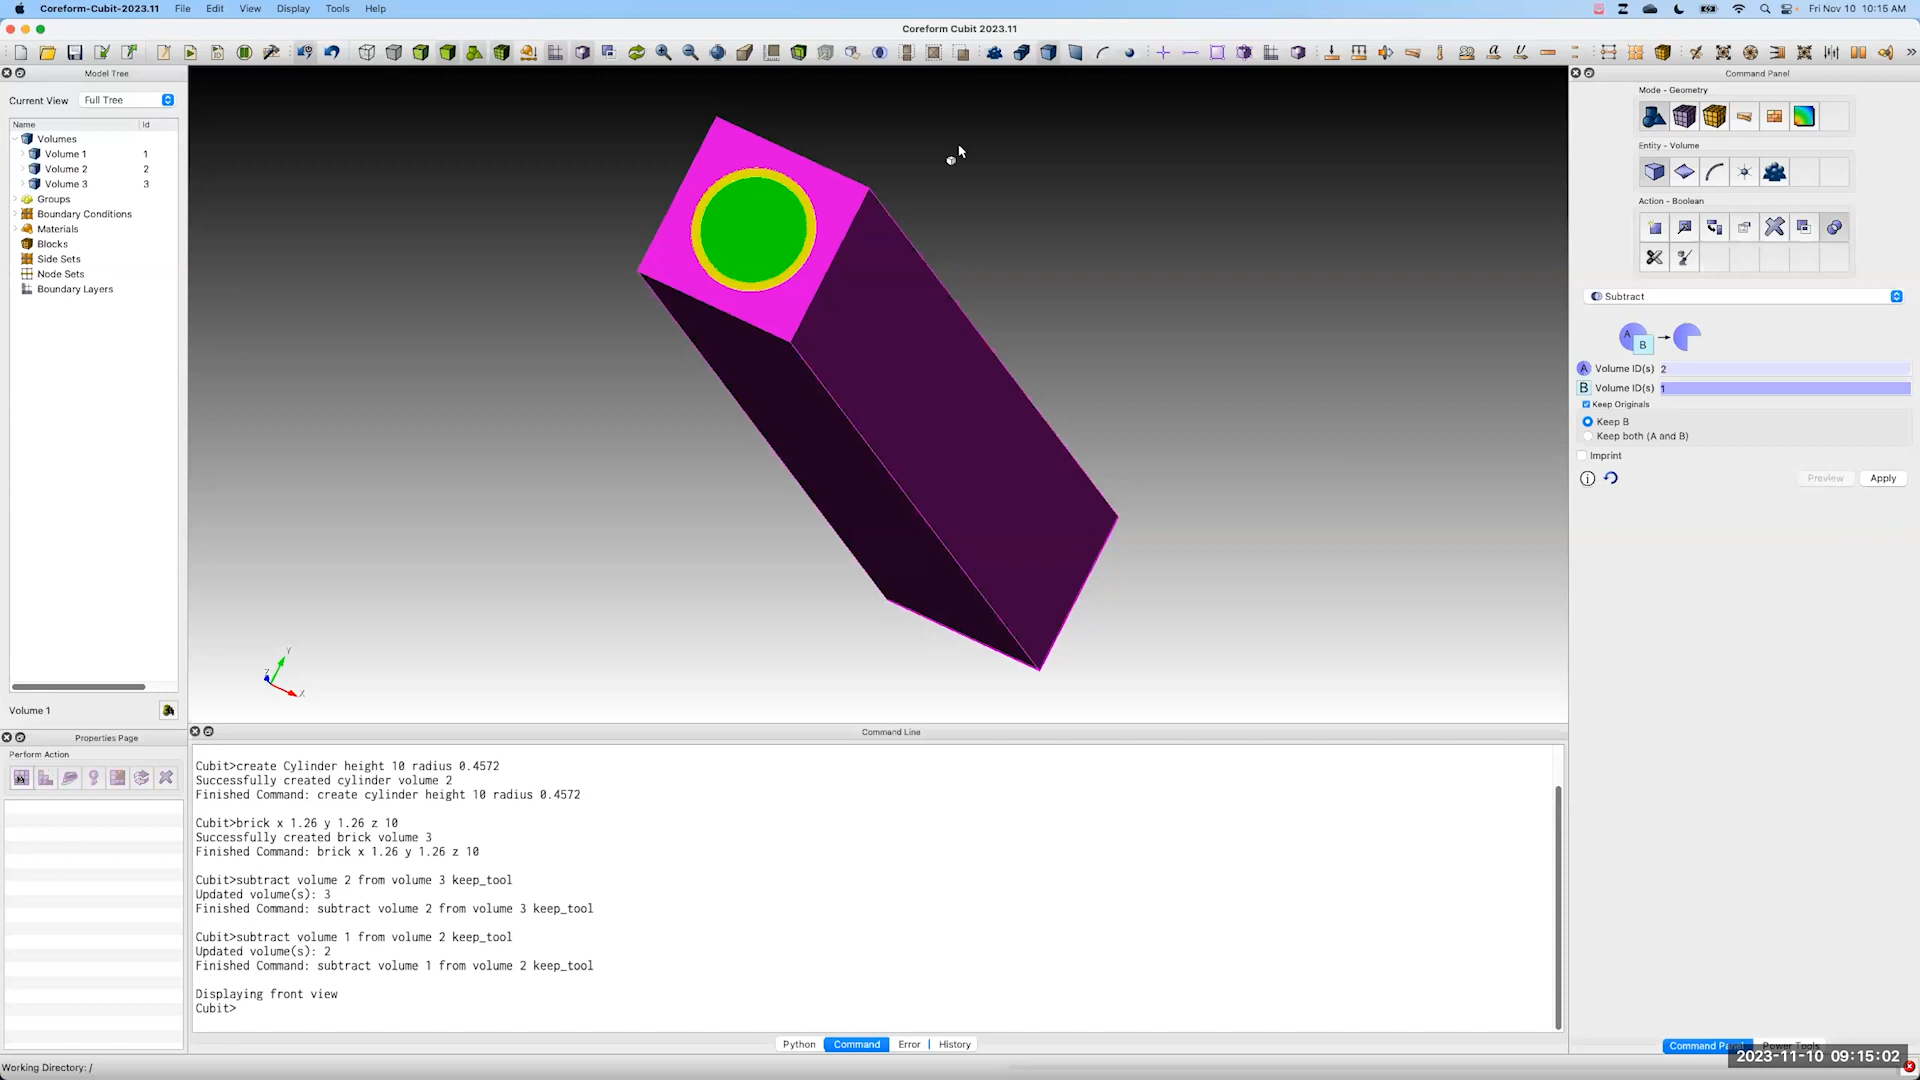 Coreform-Cubit-2023.11 File Edit View Display Tools Help Fri Nov 10 10:15 AM
Coreform Cubit 2023.11
Model Tree
Current View Full Tree
Name Id
Volumes
Volume 1 1
Volume 2 2
Volume 3 3
Groups
Boundary Conditions
Materials
Blocks
Side Sets
Node Sets
Boundary Layers
Volume 1
Properties Page
Perform Action
Y
Z
X
Command Line
Cubit>create Cylinder height 10 radius 0.4572
Successfully created cylinder volume 2
Finished Command: create cylinder height 10 radius 0.4572
Cubit>brick x 1.26 y 1.26 z 10
Successfully created brick volume 3
Finished Command: brick x 1.26 y 1.26 z 10
Cubit>subtract volume 2 from volume 3 keep_tool
Updated volume(s): 3
Finished Command: subtract volume 2 from volume 3 keep_tool
Cubit>subtract volume 1 from volume 2 keep_tool
Updated volume(s): 2
Finished Command: subtract volume 1 from volume 2 keep_tool
Displaying front view
Cubit>
Python Command Error History
Working Directory: /
Command Panel
Mode - Geometry
Entity - Volume
Action - Boolean
Subtract
A
B
A Volume ID(s) 2
B Volume ID(s) 1
Keep Originals
Keep B
Keep both (A and B)
Imprint
Preview Apply
Power Tools
2023-11-10 09:15:02